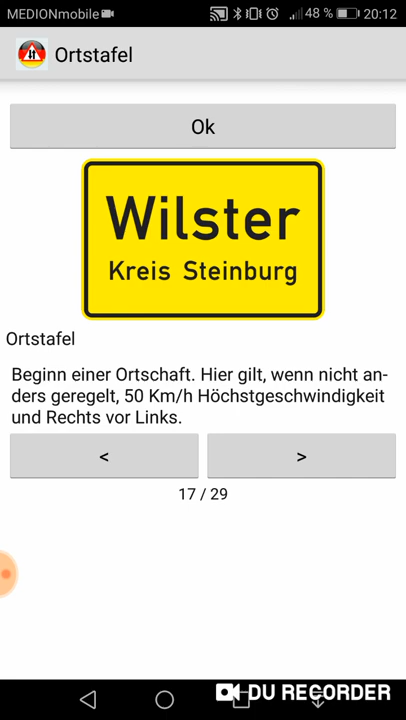 MEDIONmobile 48 % 20:12
Ortstafel
Ok
Wilster
Kreis Steinburg
Ortstafel
Beginn einer Ortschaft. Hier gilt, wenn nicht an-
ders geregelt, 50 Km/h Höchstgeschwindigkeit
und Rechts vor Links.
< >
17 / 29
DU RECORDER